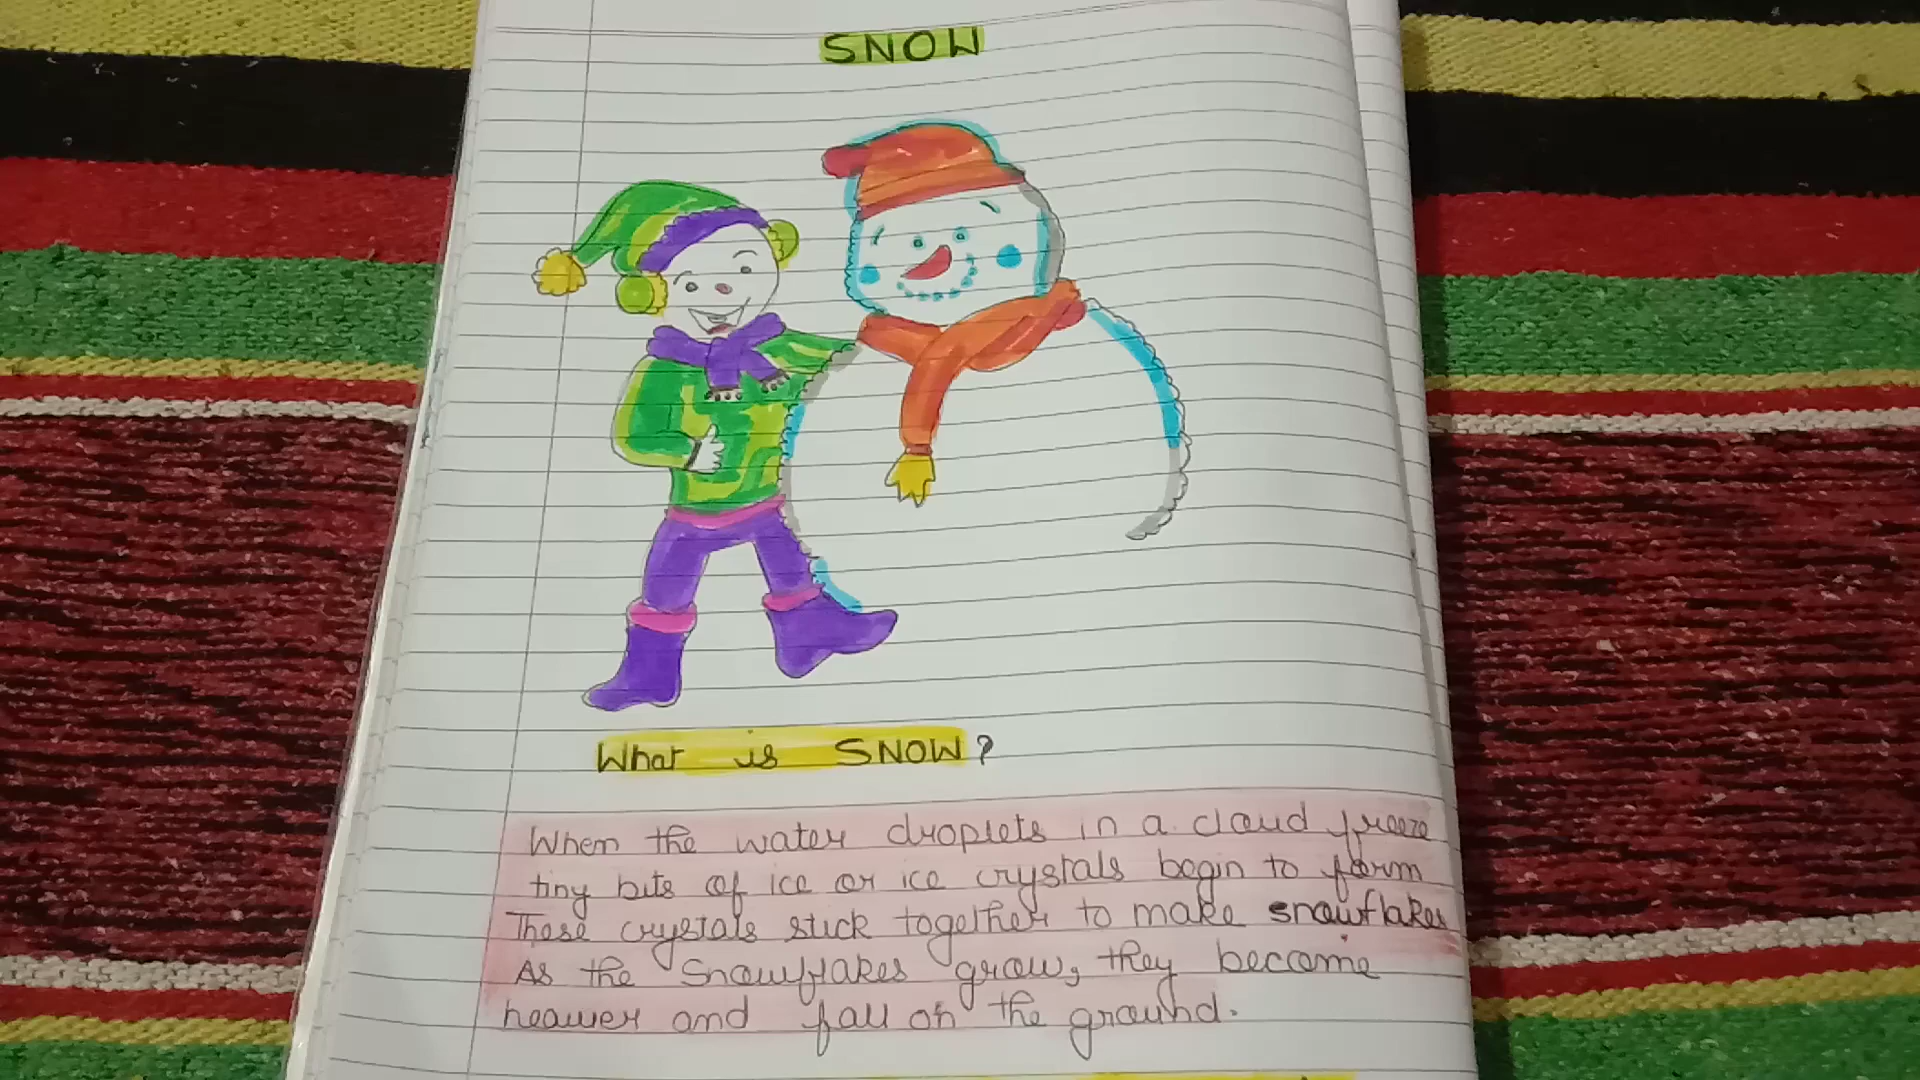 SNOW
What is SNOW?
When the water droplets in a cloud freeze
tiny bits of ice or ice crystals begin to form
These crystals stick together to make snowflakes
As the snowflakes grow, they become
heavier and fall on the ground.